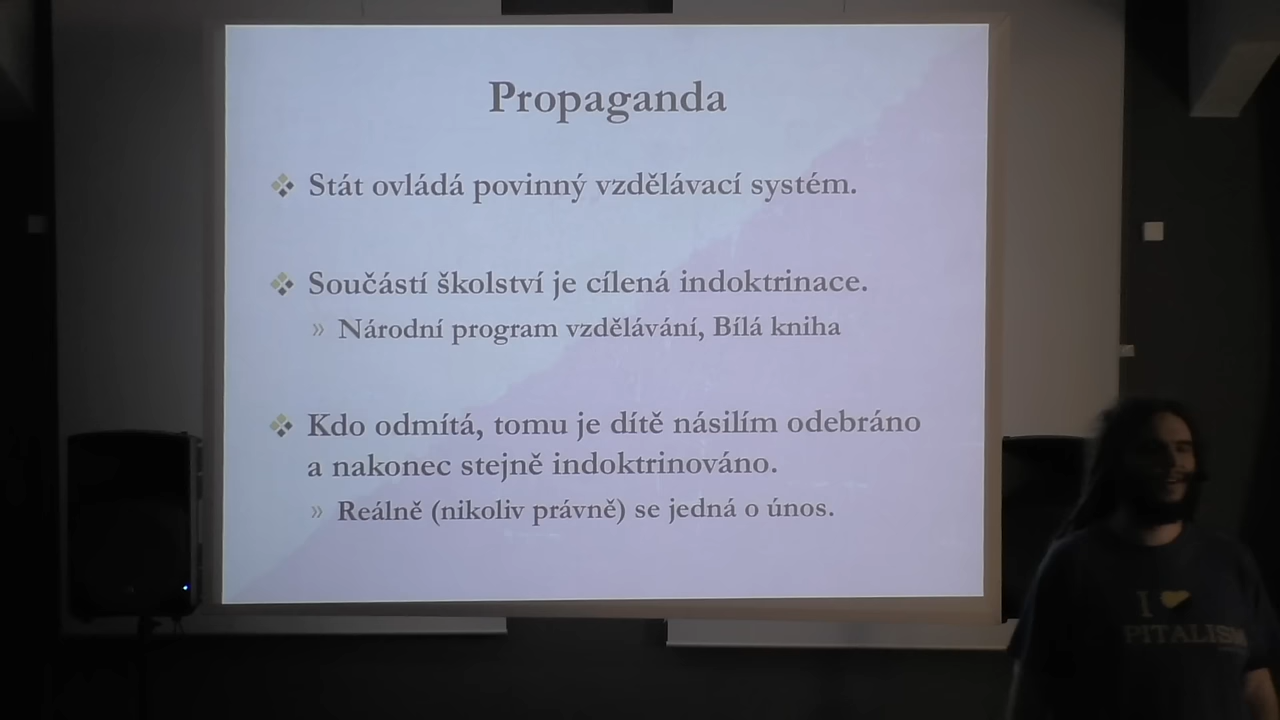 Propaganda
Stát ovládá povinný vzdělávací systém.
Součástí školství je cílená indoktrinace.
» Národní program vzdělávání, Bílá kniha
Kdo odmítá, tomu je dítě násilím odebráno
a nakonec stejně indoktrinováno.
» Reálně (nikoliv právně) se jedná o únos.
I
PITALISM